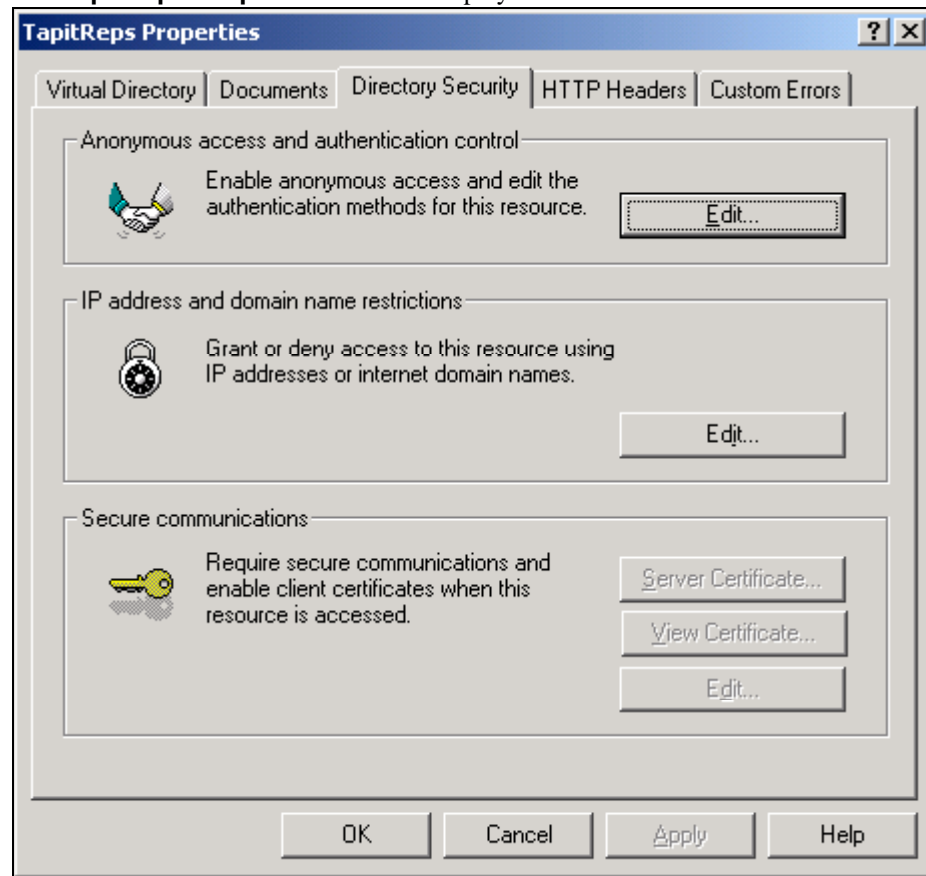 TapitReps Properties
Virtual Directory Documents Directory Security HTTP Headers Custom Errors
Anonymous access and authentication control
Enable anonymous access and edit the
authentication methods for this resource.
Edit...
IP address and domain name restrictions
Grant or deny access to this resource using
IP addresses or internet domain names.
Edit...
Secure communications
Require secure communications and
enable client certificates when this
resource is accessed.
Server Certificate...
View Certificate...
Edit...
OK Cancel Apply Help